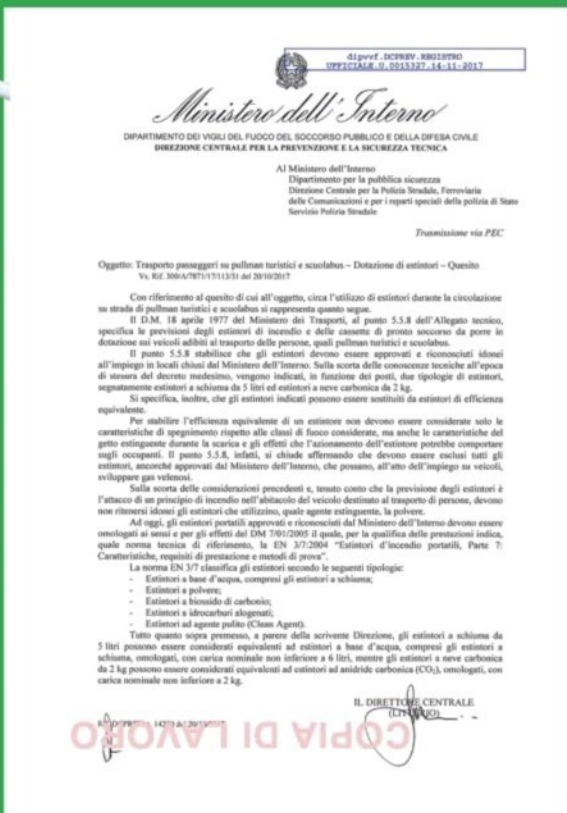 dipvvf.DCPREV.REGISTRO
UFFICIALE.U.0015327.14-11-2017
Ministero dell'Interno
DIPARTIMENTO DEI VIGILI DEL FUOCO DEL SOCCORSO PUBBLICO E DELLA DIFESA CIVILE
DIREZIONE CENTRALE PER LA PREVENZIONE E LA SICUREZZA TECNICA
Al Ministero dell'Interno
Dipartimento per la pubblica sicurezza
Direzione Centrale per la Polizia Stradale, Ferroviaria
delle Comunicazioni e per i reparti speciali della polizia di Stato
Servizio Polizia Stradale
Trasmissione via PEC
Oggetto: Trasporto passeggeri su pullman turistici e scuolabus – Dotazione di estintori – Quesito
Vs. Rif. 300/A/7871/17/113/31 del 20/10/2017
Con riferimento al quesito di cui all'oggetto, circa l'utilizzo di estintori durante la circolazione
su strada di pullman turistici e scuolabus si rappresenta quanto segue.
Il D.M. 18 aprile 1977 del Ministero dei Trasporti, al punto 5.5.8 dell'Allegato tecnico,
specifica le previsioni degli estintori di incendio e delle cassette di pronto soccorso da porre in
dotazione sui veicoli adibiti al trasporto delle persone, quali pullman turistici e scuolabus.
Il punto 5.5.8 stabilisce che gli estintori devono essere approvati e riconosciuti idonei
all'impiego in locali chiusi dal Ministero dell'Interno. Sulla scorta delle conoscenze tecniche all'epoca
di stesura del decreto medesimo, vengono indicati, in funzione dei posti, due tipologie di estintori,
segnatamente estintori a schiuma da 5 litri ed estintori a neve carbonica da 2 kg.
Si specifica, inoltre, che gli estintori indicati possono essere sostituiti da estintori di efficienza
equivalente.
Per stabilire l'efficienza equivalente di un estintore non devono essere considerate solo le
caratteristiche di spegnimento rispetto alle classi di fuoco considerate, ma anche le caratteristiche del
getto estinguente durante la scarica e gli effetti che l'azionamento dell'estintore potrebbe comportare
sugli occupanti. Il punto 5.5.8, infatti, si chiude affermando che devono essere esclusi tutti gli
estintori, ancorché approvati dal Ministero dell'Interno, che possano, all'atto dell'impiego su veicoli,
sviluppare gas velenosi.
Sulla scorta delle considerazioni precedenti e, tenuto conto che la previsione degli estintori è
l'attacco di un principio di incendio nell'abitacolo del veicolo destinato al trasporto di persone, devono
non ritenersi idonei gli estintori che utilizzino, quale agente estinguente, la polvere.
Ad oggi, gli estintori portatili approvati e riconosciuti dal Ministero dell'Interno devono essere
omologati ai sensi e per gli effetti del DM 7/01/2005 il quale, per la qualifica delle prestazioni indica,
quale norma tecnica di riferimento, la EN 3/7:2004 "Estintori d'incendio portatili, Parte 7:
Caratteristiche, requisiti di prestazione e metodi di prova".
La norma EN 3/7 classifica gli estintori secondo le seguenti tipologie:
- Estintori a base d'acqua, compresi gli estintori a schiuma;
- Estintori a polvere;
- Estintori a biossido di carbonio;
- Estintori a idrocarburi alogenati;
- Estintori ad agente pulito (Clean Agent).
Tutto quanto sopra premesso, a parere della scrivente Direzione, gli estintori a schiuma da
5 litri possono essere considerati equivalenti ad estintori a base d'acqua, compresi gli estintori a
schiuma, omologati, con carica nominale non inferiore a 6 litri, mentre gli estintori a neve carbonica
da 2 kg possono essere considerati equivalenti ad estintori ad anidride carbonica (CO₂), omologati, con
carica nominale non inferiore a 2 kg.
IL DIRETTORE CENTRALE
COPIA DI LAVORO